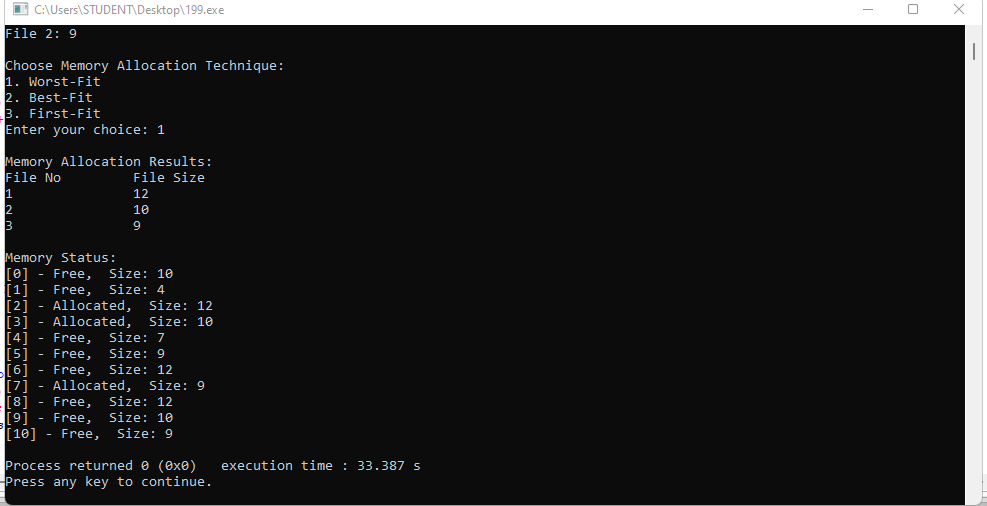 C:\Users\STUDENT\Desktop\199.exe
File 2: 9
Choose Memory Allocation Technique:
1. Worst-Fit
2. Best-Fit
3. First-Fit
Enter your choice: 1
Memory Allocation Results:
File No         File Size
1               12
2               10
3               9
Memory Status:
[0] - Free,  Size: 10
[1] - Free,  Size: 4
[2] - Allocated,  Size: 12
[3] - Allocated,  Size: 10
[4] - Free,  Size: 7
[5] - Free,  Size: 9
[6] - Free,  Size: 12
[7] - Allocated,  Size: 9
[8] - Free,  Size: 12
[9] - Free,  Size: 10
[10] - Free,  Size: 9
Process returned 0 (0x0)   execution time : 33.387 s
Press any key to continue.